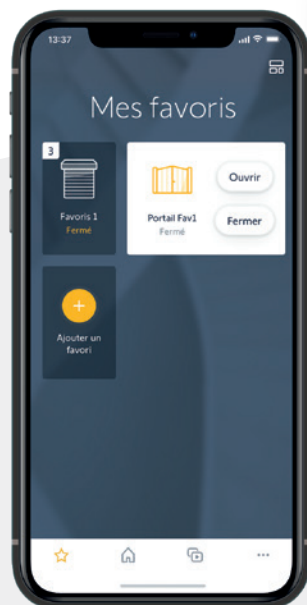 13:37
Mes favoris
3
Favoris 1
Fermé
Portail Fav1
Fermé
Ouvrir
Fermer
Ajouter un
favori